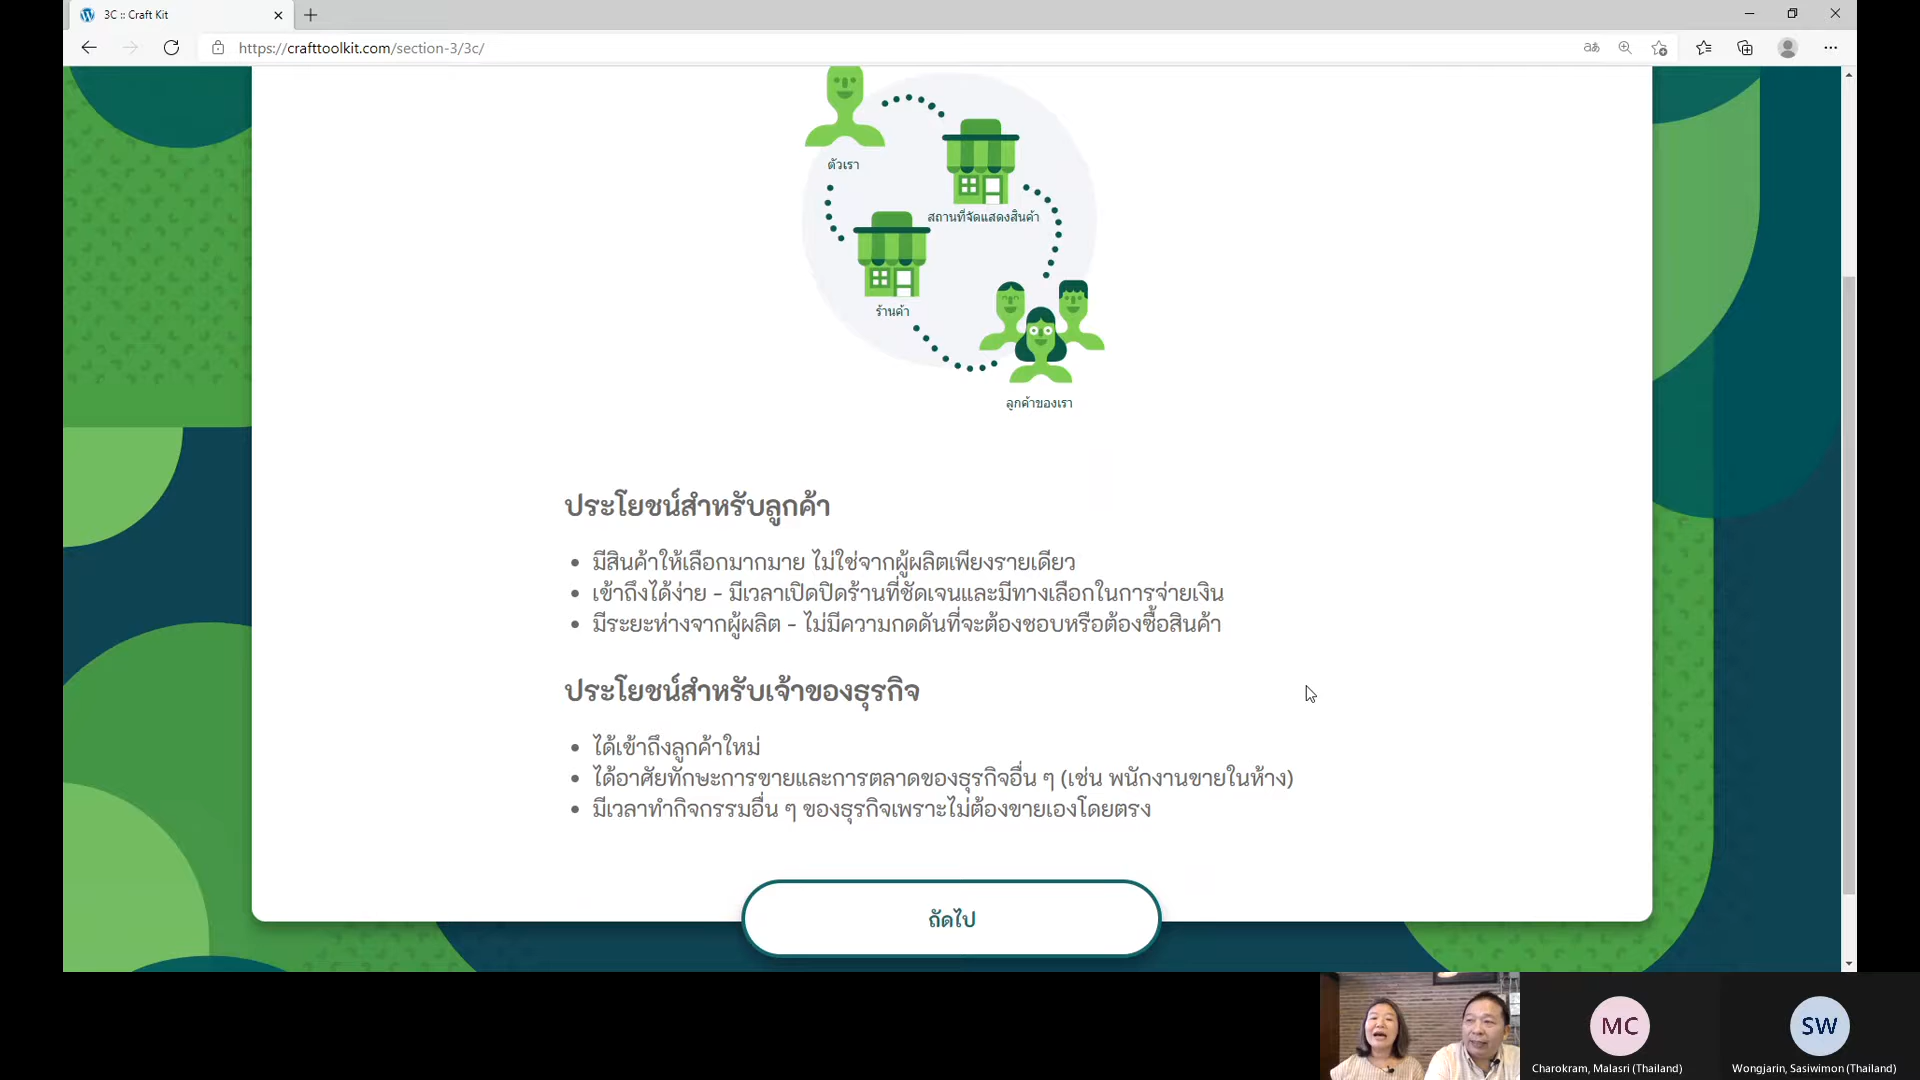 3C :: Craft Kit
https://crafttoolkit.com/section-3/3c/
ตัวเรา
สถานที่จัดแสดงสินค้า
ร้านค้า
ลูกค้าของเรา
ประโยชน์สำหรับลูกค้า
• มีสินค้าให้เลือกมากมาย ไม่ใช่จากผู้ผลิตเพียงรายเดียว
• เข้าถึงได้ง่าย - มีเวลาเปิดปิดร้านที่ชัดเจนและมีทางเลือกในการจ่ายเงิน
• มีระยะห่างจากผู้ผลิต - ไม่มีความกดดันที่จะต้องชอบหรือต้องซื้อสินค้า
ประโยชน์สำหรับเจ้าของธุรกิจ
• ได้เข้าถึงลูกค้าใหม่
• ได้อาศัยทักษะการขายและการตลาดของธุรกิจอื่น ๆ (เช่น พนักงานขายในห้าง)
• มีเวลาทำกิจกรรมอื่น ๆ ของธุรกิจเพราะไม่ต้องขายเองโดยตรง
ถัดไป
MC
SW
Charokram, Malasri (Thailand)
Wongjarin, Sasiwimon (Thailand)